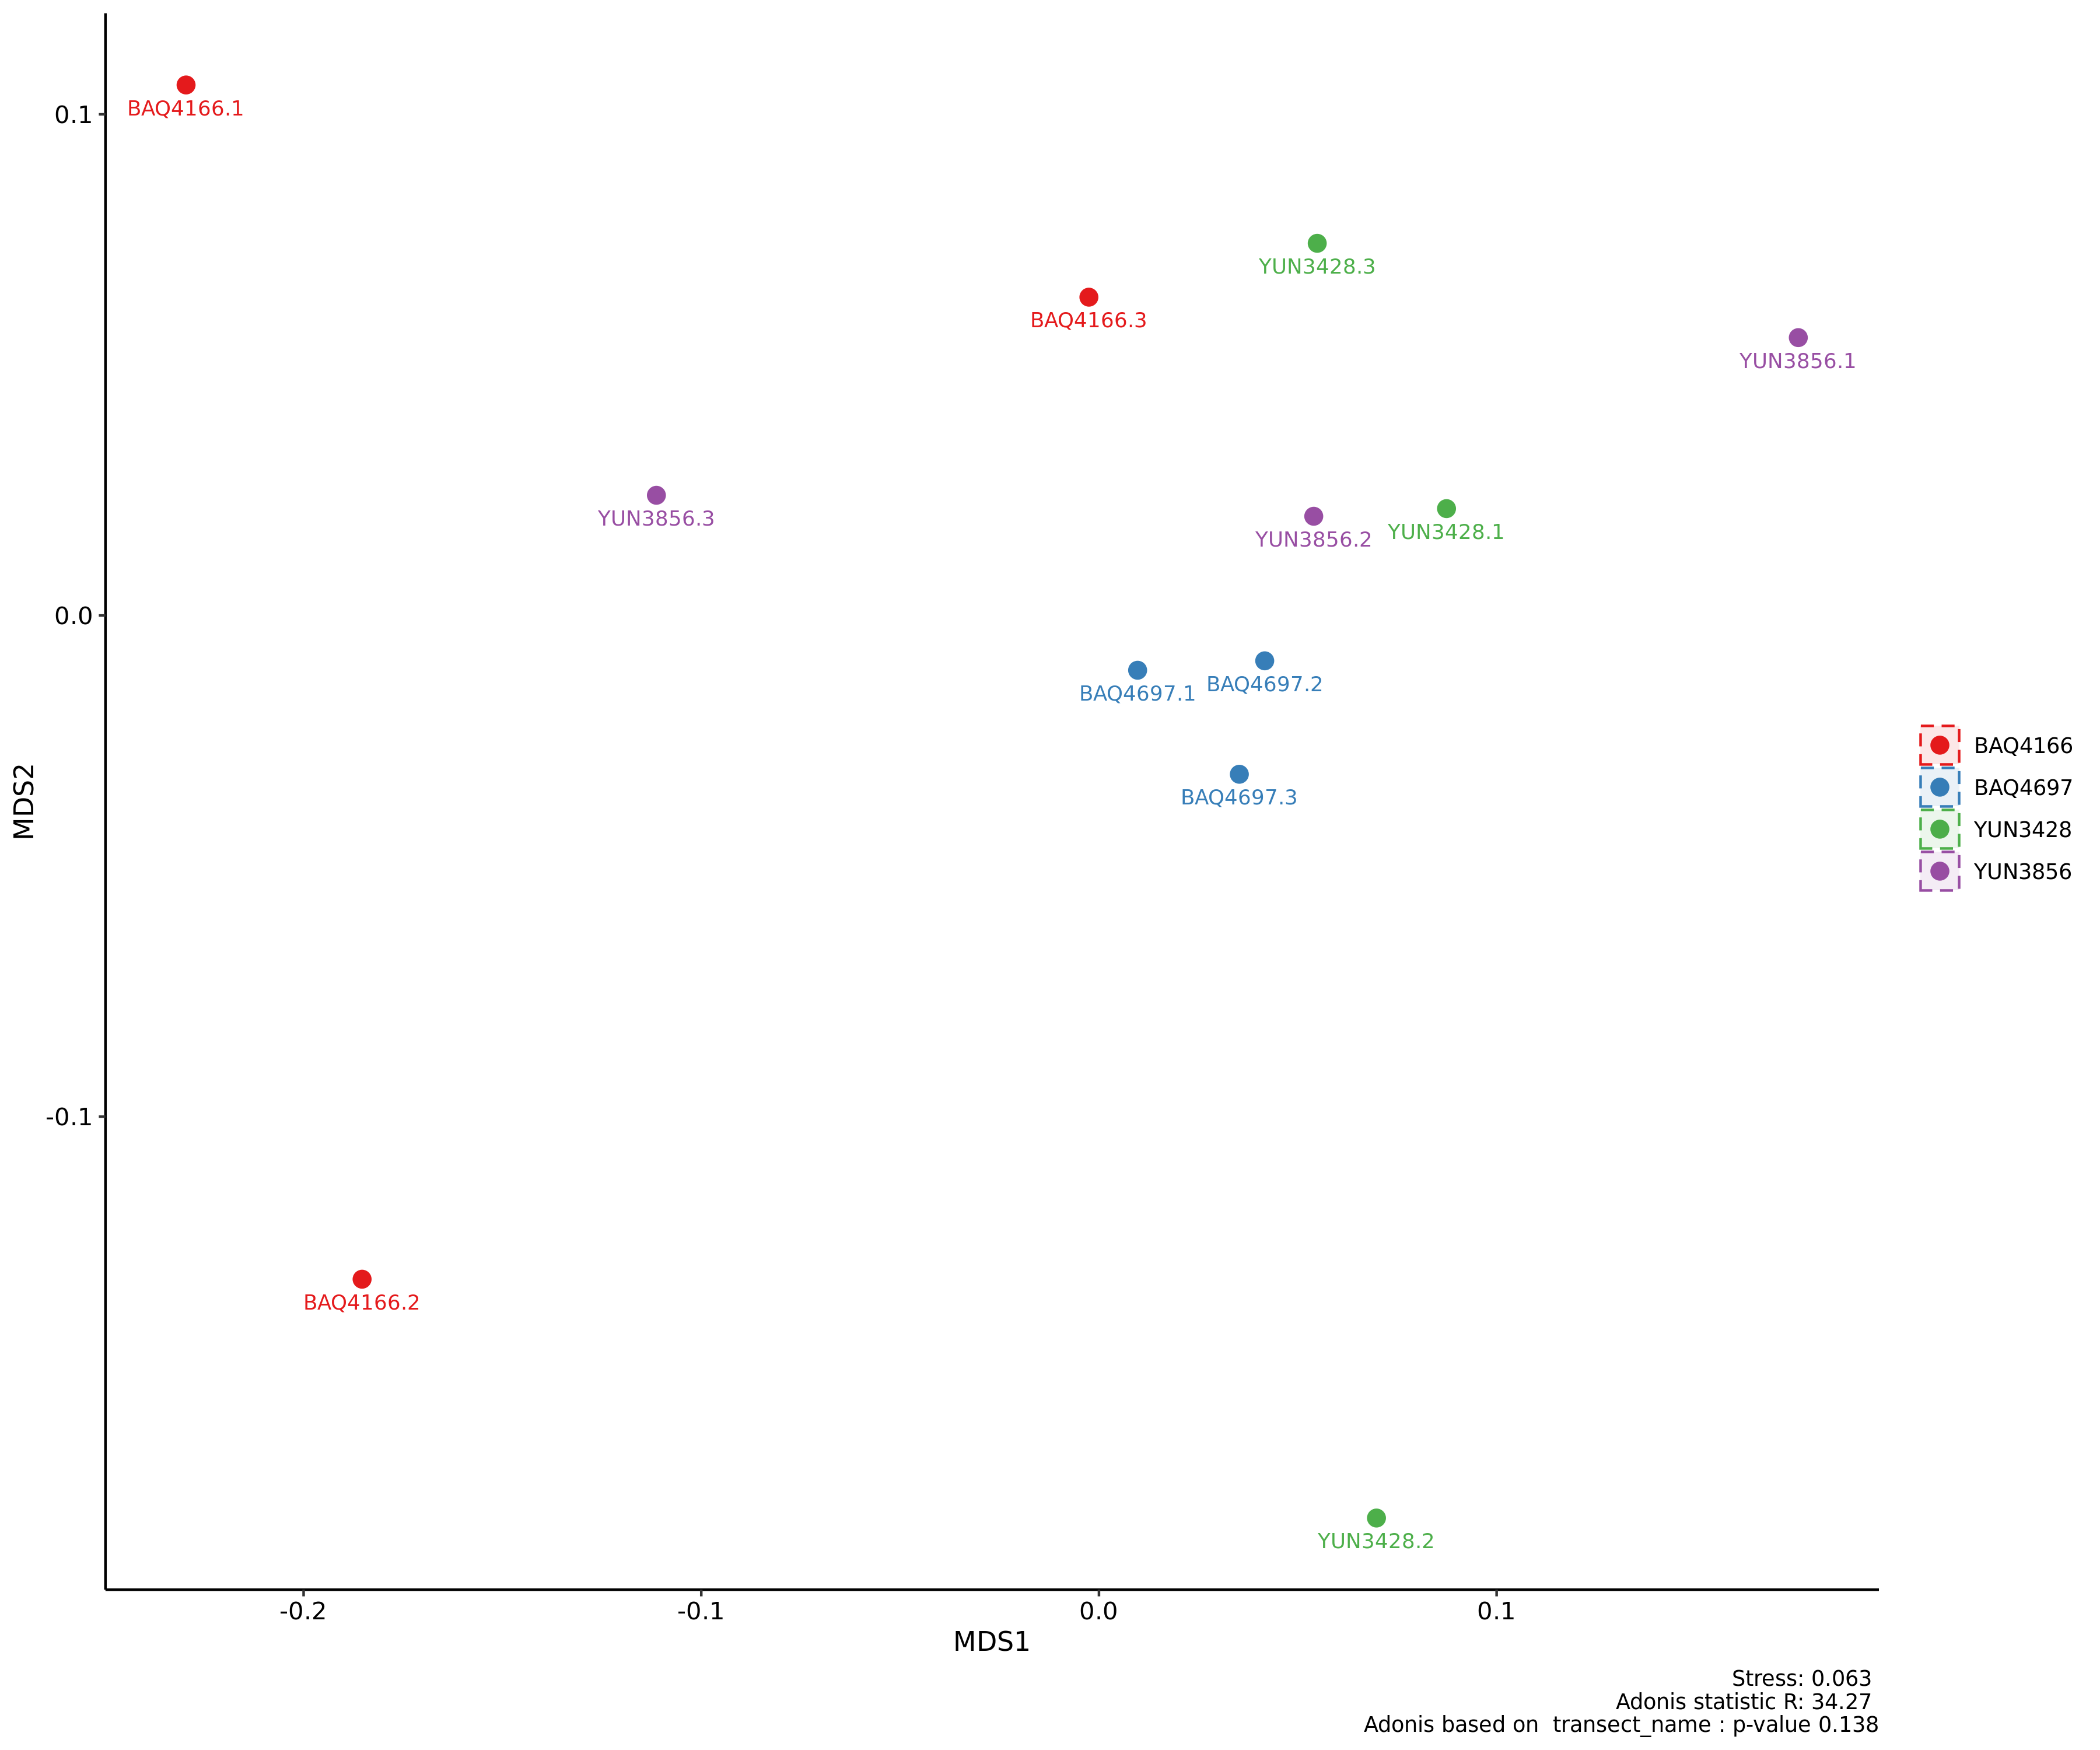 BAQ4166.1
0.1
YUN3428.3
BAQ4166.3
YUN3856.1
YUN3856.3
YUN3856.2
YUN3428.1
0.0
BAQ4697.1
BAQ4697.2
BAQ4697.3
MDS2
BAQ4166
BAQ4697
YUN3428
YUN3856
-0.1
BAQ4166.2
YUN3428.2
-0.2
-0.1
0.0
0.1
MDS1
Stress: 0.063
Adonis statistic R: 34.27
Adonis based on  transect_name : p-value 0.138